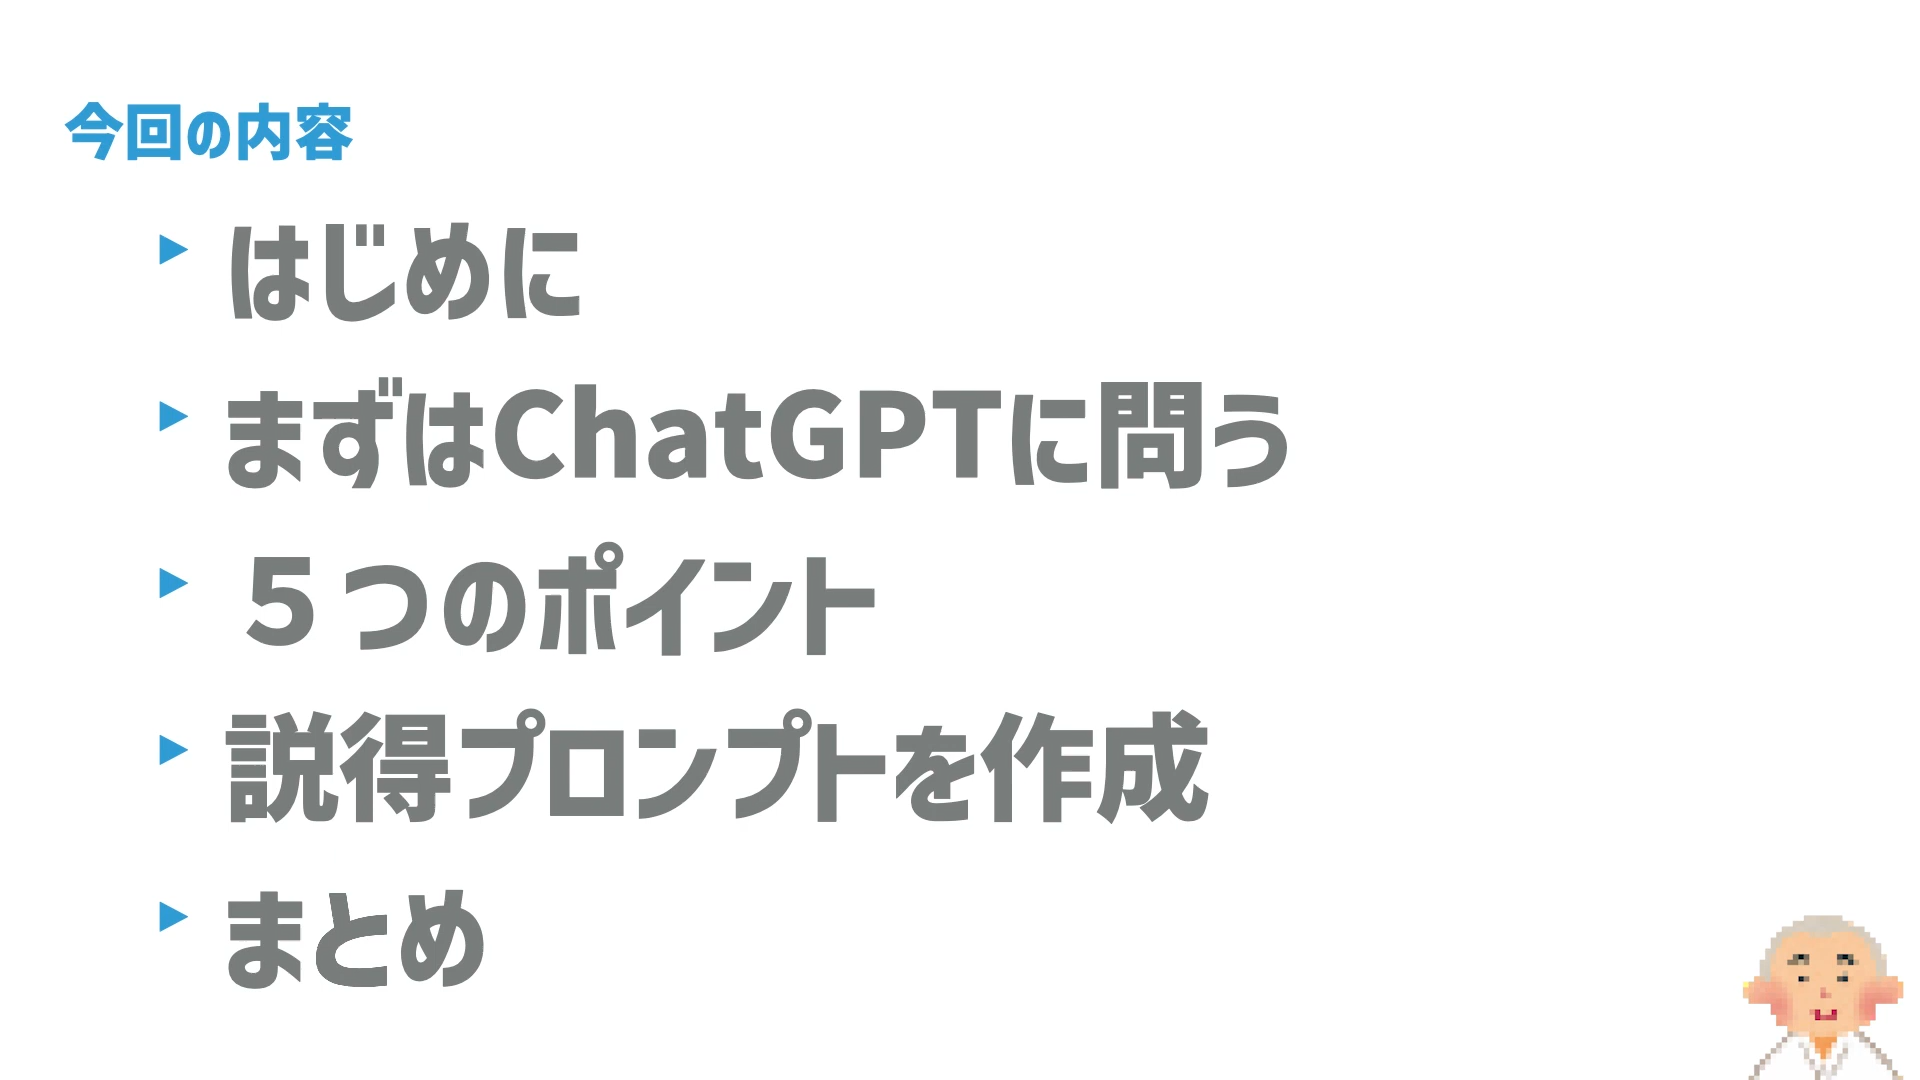 今回の内容
はじめに
まずはChatGPTに問う
５つのポイント
説得プロンプトを作成
まとめ